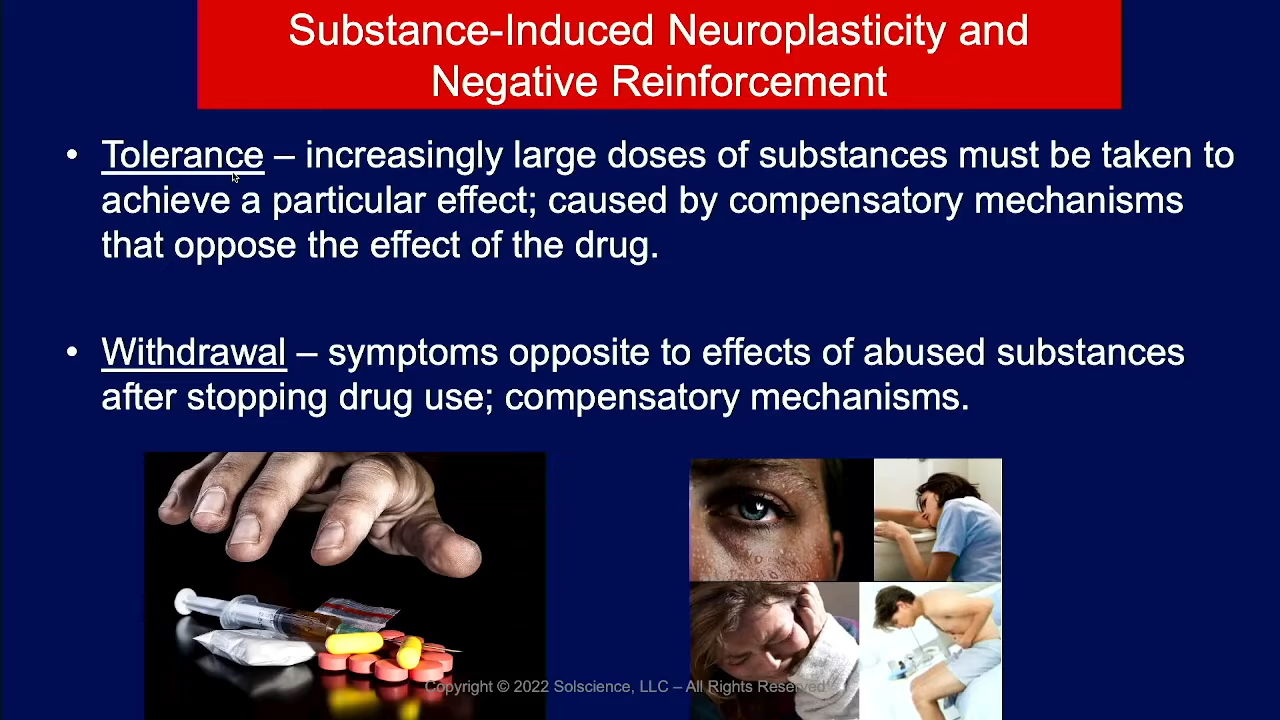 Substance-Induced Neuroplasticity and
Negative Reinforcement
• Tolerance – increasingly large doses of substances must be taken to
achieve a particular effect; caused by compensatory mechanisms
that oppose the effect of the drug.
• Withdrawal – symptoms opposite to effects of abused substances
after stopping drug use; compensatory mechanisms.
Copyright © 2022 Solscience, LLC – All Rights Reserved